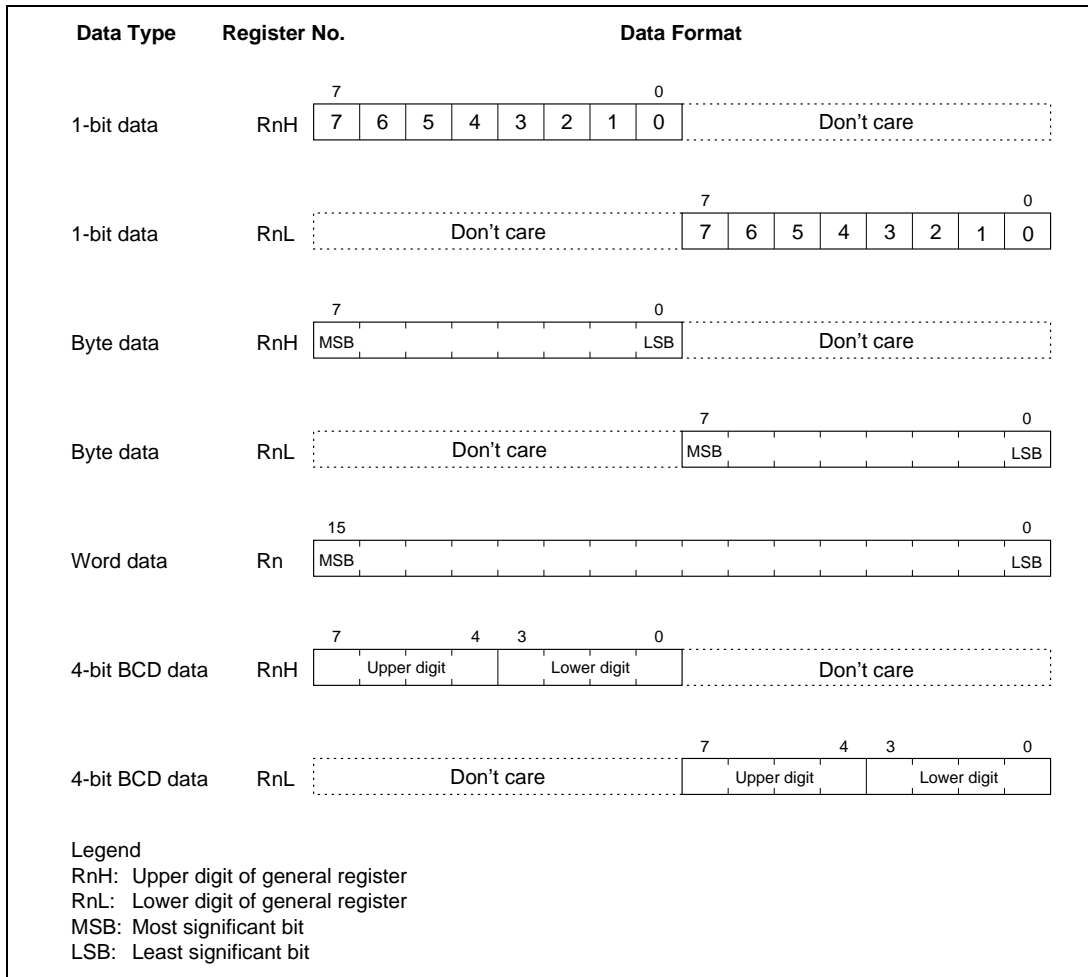 Data Type Register No. Data Format
7 0
1-bit data RnH 7 6 5 4 3 2 1 0 Don't care
7 0
1-bit data RnL Don't care 7 6 5 4 3 2 1 0
7 0
Byte data RnH MSB LSB Don't care
7 0
Byte data RnL Don't care MSB LSB
15 0
Word data Rn MSB LSB
7 4 3 0
4-bit BCD data RnH Upper digit Lower digit Don't care
7 4 3 0
4-bit BCD data RnL Don't care Upper digit Lower digit
Legend
RnH: Upper digit of general register
RnL: Lower digit of general register
MSB: Most significant bit
LSB: Least significant bit